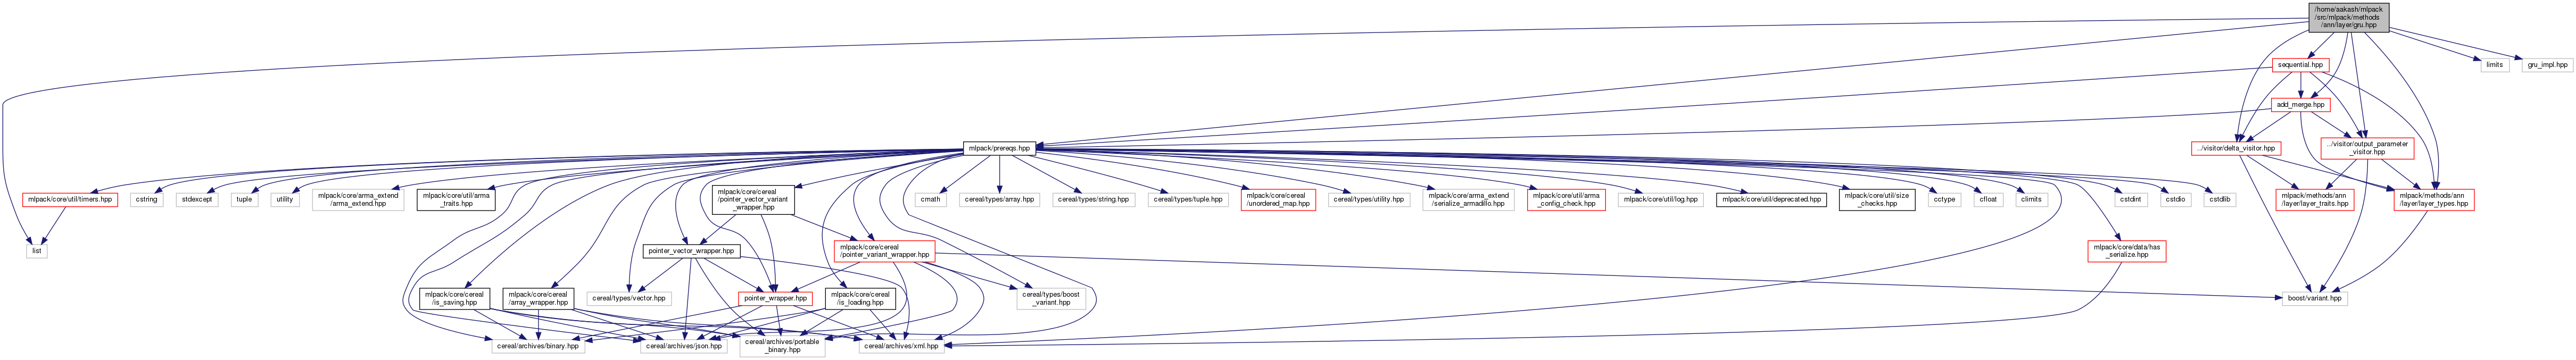 /home/aakash/mlpack
/src/mlpack/methods
/ann/layer/gru.hpp
sequential.hpp
limits
gru_impl.hpp
add_merge.hpp
mlpack/prereqs.hpp
.../visitor/delta_visitor.hpp
.../visitor/output_parameter
_visitor.hpp
mlpack/core/util/timers.hpp
cstring
stdexcept
tuple
utility
mlpack/core/arma_extend
/arma_extend.hpp
mlpack/core/util/arma
_traits.hpp
mlpack/core/cereal
/pointer_vector_variant
_wrapper.hpp
cmath
cereal/types/array.hpp
cereal/types/string.hpp
cereal/types/tuple.hpp
mlpack/core/cereal
/unordered_map.hpp
cereal/types/utility.hpp
mlpack/core/arma_extend
/serialize_armadillo.hpp
mlpack/core/util/arma
_config_check.hpp
mlpack/core/util/log.hpp
mlpack/core/util/deprecated.hpp
mlpack/core/util/size
_checks.hpp
cctype
cfloat
climits
cstdint
cstdio
cstdlib
mlpack/methods/ann
/layer/layer_traits.hpp
mlpack/methods/ann
/layer/layer_types.hpp
list
pointer_vector_wrapper.hpp
mlpack/core/cereal
/pointer_variant_wrapper.hpp
mlpack/core/data/has
_serialize.hpp
mlpack/core/cereal
/is_saving.hpp
mlpack/core/cereal
/array_wrapper.hpp
cereal/types/vector.hpp
pointer_wrapper.hpp
mlpack/core/cereal
/is_loading.hpp
cereal/types/boost
_variant.hpp
boost/variant.hpp
cereal/archives/binary.hpp
cereal/archives/json.hpp
cereal/archives/portable
_binary.hpp
cereal/archives/xml.hpp